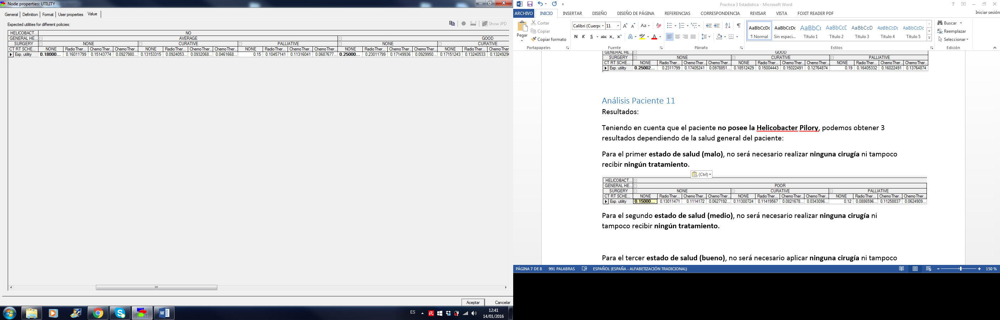 Node properties: UTILITY
General Definition Format User properties Value
Expected utilities for different policies:
Show JPD
HELICOBACT... NO
GENERAL HE... AVERAGE GOOD
SURGERY NONE CURATIVE PALLIATIVE NONE CURATIVE
CT RT SCHE... NONE Radio Ther... Chemo Ther... Chemo Ther... NONE Radio Ther... Chemo Ther... Chemo Ther... NONE Radio Ther... Chemo Ther... Chemo Ther... NONE Radio Ther... Chemo Ther... Chemo Ther... NONE Radio Ther... Chemo Therr
Exp. utility 0.18000... 0.16011799 0.15143774 0.0927980... 0.13153315 0.0924053... 0.0932068... 0.0461668... 0.15 0.10457141 0.11316041 0.0687677... 0.25000... 0.23011799 0.17149936 0.0929950... 0.17151243 0.13240533 0.1324929
Aceptar Cancelar
ES
12:41
14/01/2016
Practica 3 Estadistica - Microsoft Word
ARCHIVO INICIO INSERTAR DISEÑO DISEÑO DE PÁGINA REFERENCIAS CORRESPONDENCIA REVISAR VISTA FOXIT READER PDF Iniciar sesión
Pegar
Cortar
Copiar
Copiar formato
Portapapeles
Calibri (Cuerpo 11
N K S abc x₂ x²
Fuente
Párrafo
AaBbCcDc AaBbCcDc AaBbC( AaBbCcE AaBbCcD AaBbCcDc AaBbCcDc
¶ Normal Sin espaci... Título 1 Título 2 Título 3 Título 4 Título 5
Estilos
Buscar
Reemplazar
Seleccionar
Edición
GENERAL HE... GOOD
SURGERY NONE CURATIVE PALLIATIVE
CT RT SCHE... NONE Radio Ther... Chemo Ther... Chemo Ther... NONE Radio Ther... Chemo Ther... Chemo Ther... NONE Radio Ther... Chemo Ther... Chemo Ther...
Exp. utility 0.25002... 0.2311799 0.17405241 0.0978851... 0.18512429 0.15004443 0.15022491 0.12764874 0.19 0.16405332 0.16022491 0.13764874
Análisis Paciente 11
Resultados:
Teniendo en cuenta que el paciente no posee la Helicobacter Pilory, podemos obtener 3
resultados dependiendo de la salud general del paciente:
Para el primer estado de salud (malo), no será necesario realizar ninguna cirugía ni tampoco
recibir ningún tratamiento.
(Ctrl)
HELICOBACT...
GENERAL HE... POOR
SURGERY NONE CURATIVE PALLIATIVE
CT RT SCHE... NONE Radio Ther... Chemo Ther... Chemo Ther... NONE Radio Ther... Chemo Ther... Chemo Ther... NONE Radio Ther... Chemo Ther... Chemo Ther...
Exp. utility 0.15000... 0.13011471 0.1114172 0.0627192... 0.11300724 0.11419567 0.0821678... 0.0343096... 0.12 0.0886596... 0.11258837 0.0624909...
Para el segundo estado de salud (medio), no será necesario realizar ninguna cirugía ni
tampoco recibir ningún tratamiento.
Para el tercer estado de salud (bueno), no será necesario aplicar ninguna cirugía ni tampoco
PÁGINA 7 DE 8 991 PALABRAS ESPAÑOL (ESPAÑA - ALFABETIZACIÓN TRADICIONAL) 150 %